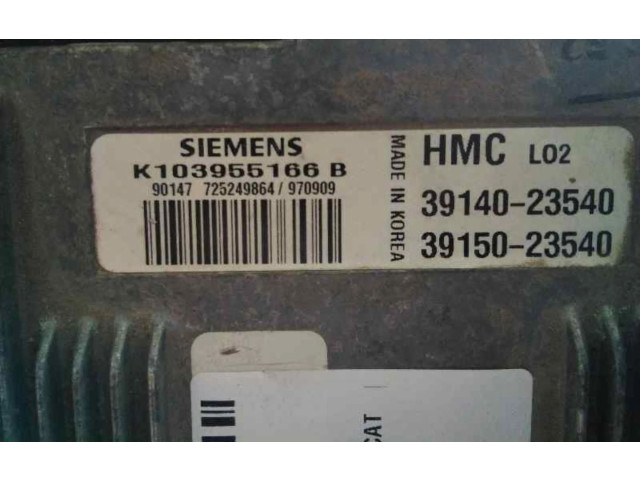 SIEMENS
K103955166 B
90147 725249864/970909
MADE IN KOREA
HMC L02
39140-23540
39150-23540
CAT